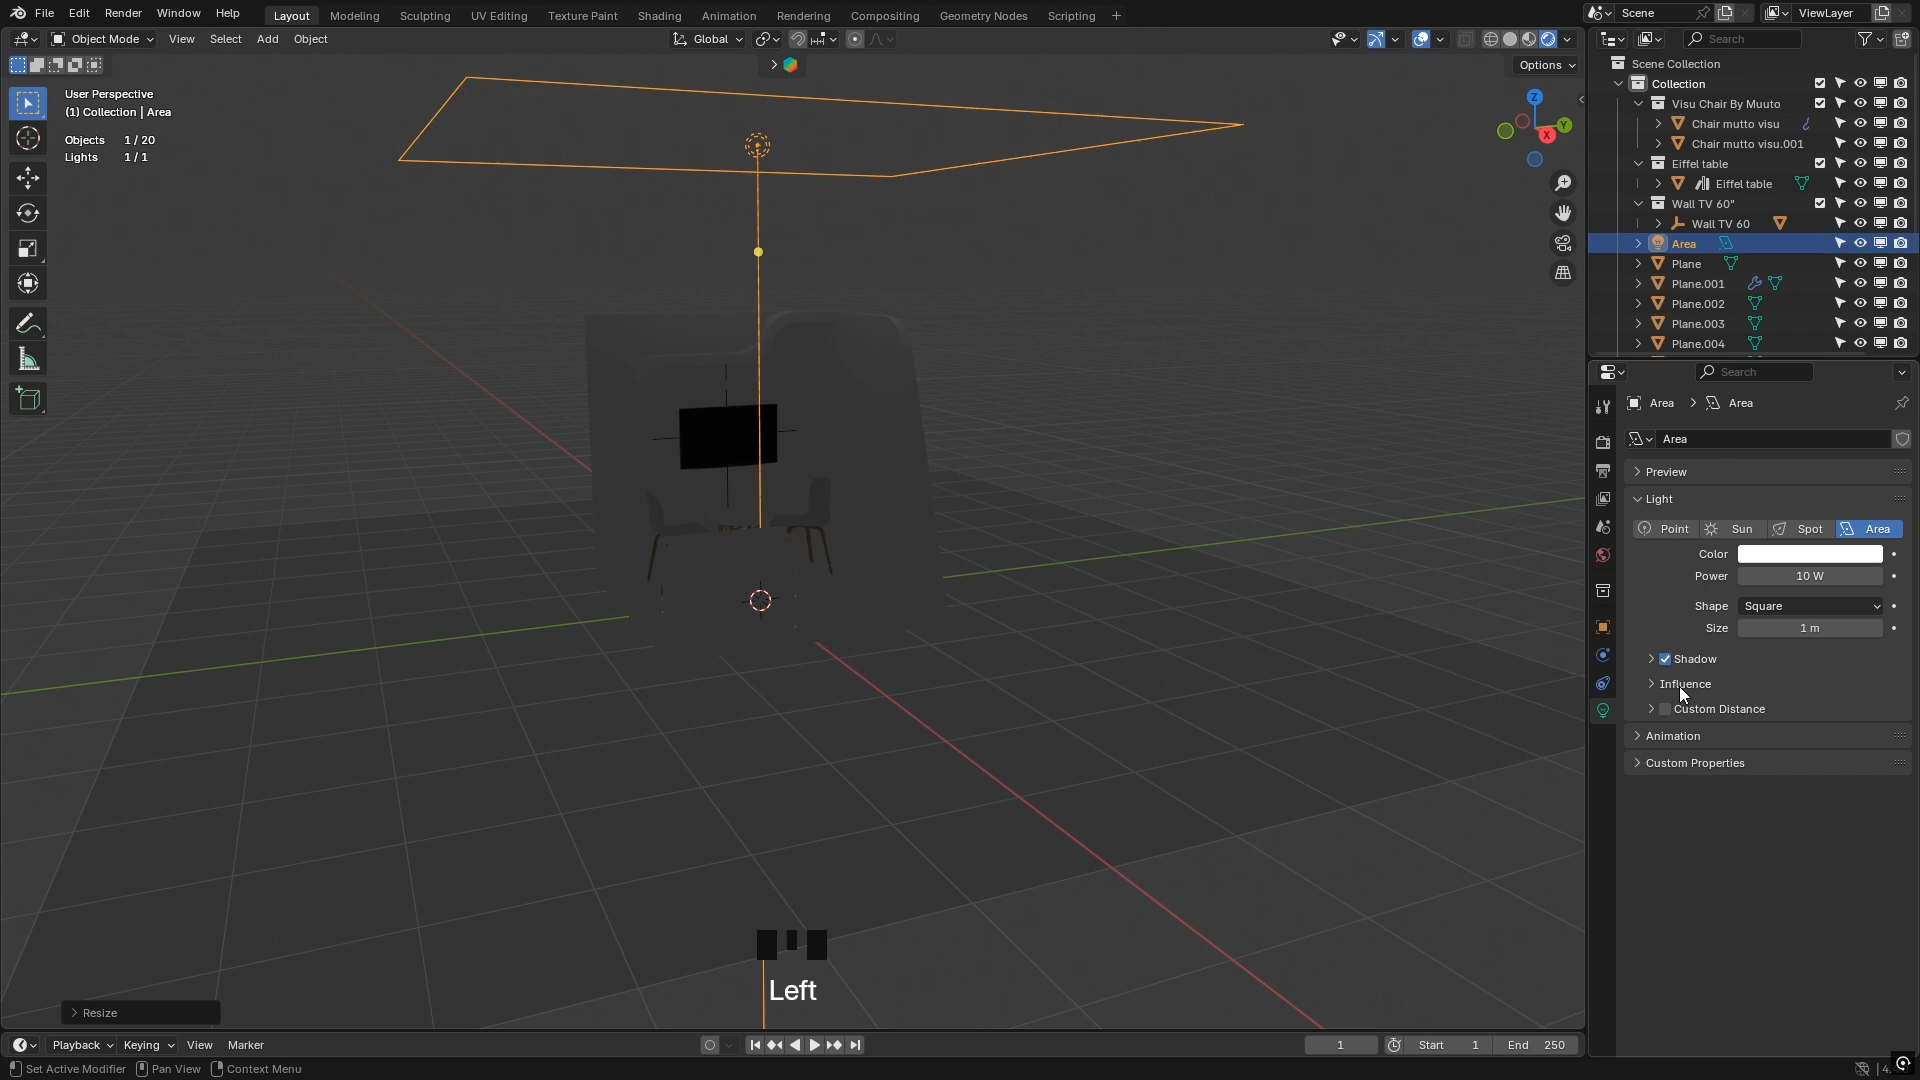 File Edit Render Window Help Layout Modeling Sculpting UV Editing Texture Paint Shading Animation Rendering Compositing Geometry Nodes Scripting Scene ViewLayer
Object Mode View Select Add Object Global Search
Options
Scene Collection
Collection
Visu Chair By Muuto
Chair mutto visu
Chair mutto visu.001
Eiffel table
Eiffel table
Wall TV 60"
Wall TV 60
Area
Plane
Plane.001
Plane.002
Plane.003
Plane.004
User Perspective
(1) Collection | Area
Objects 1 / 20
Lights 1 / 1
Z
Y
X
Search
Area Area
Area
Preview
Light
Point Sun Spot Area
Color
Power 10 W
Shape Square
Size 1 m
Shadow
Influence
Custom Distance
Animation
Custom Properties
Left
Resize
Playback Keying View Marker 1 Start 1 End 250
Set Active Modifier Pan View Context Menu